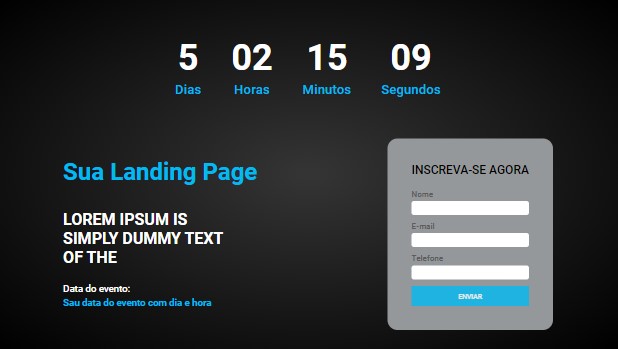 5 02 15 09
Dias Horas Minutos Segundos
Sua Landing Page
LOREM IPSUM IS
SIMPLY DUMMY TEXT
OF THE
Data do evento:
Sau data do evento com dia e hora
INSCREVA-SE AGORA
Nome
E-mail
Telefone
ENVIAR